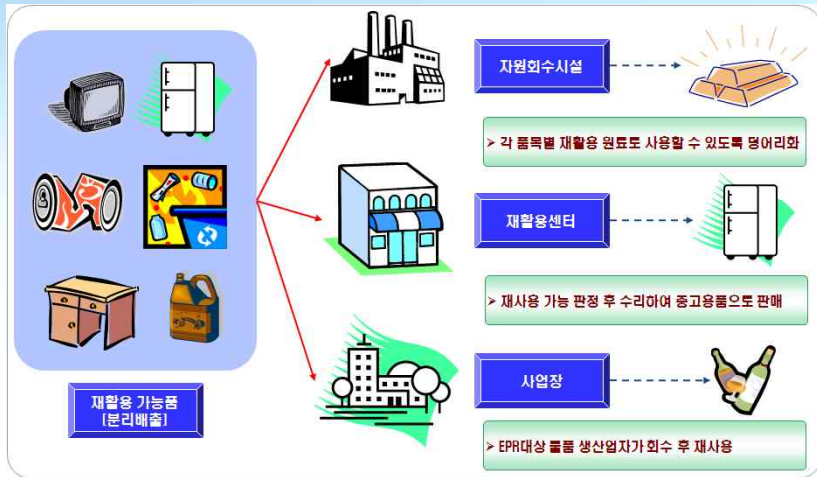 자원회수시설
➢ 각 품목별 재활용 원료로 사용할 수 있도록 덩어리화
재활용센터
➢ 재사용 가능 판정 후 수리하여 중고용품으로 판매
재활용 가능품
[분리배출]
사업장
➢ EPR대상 물품 생산업자가 회수 후 재사용